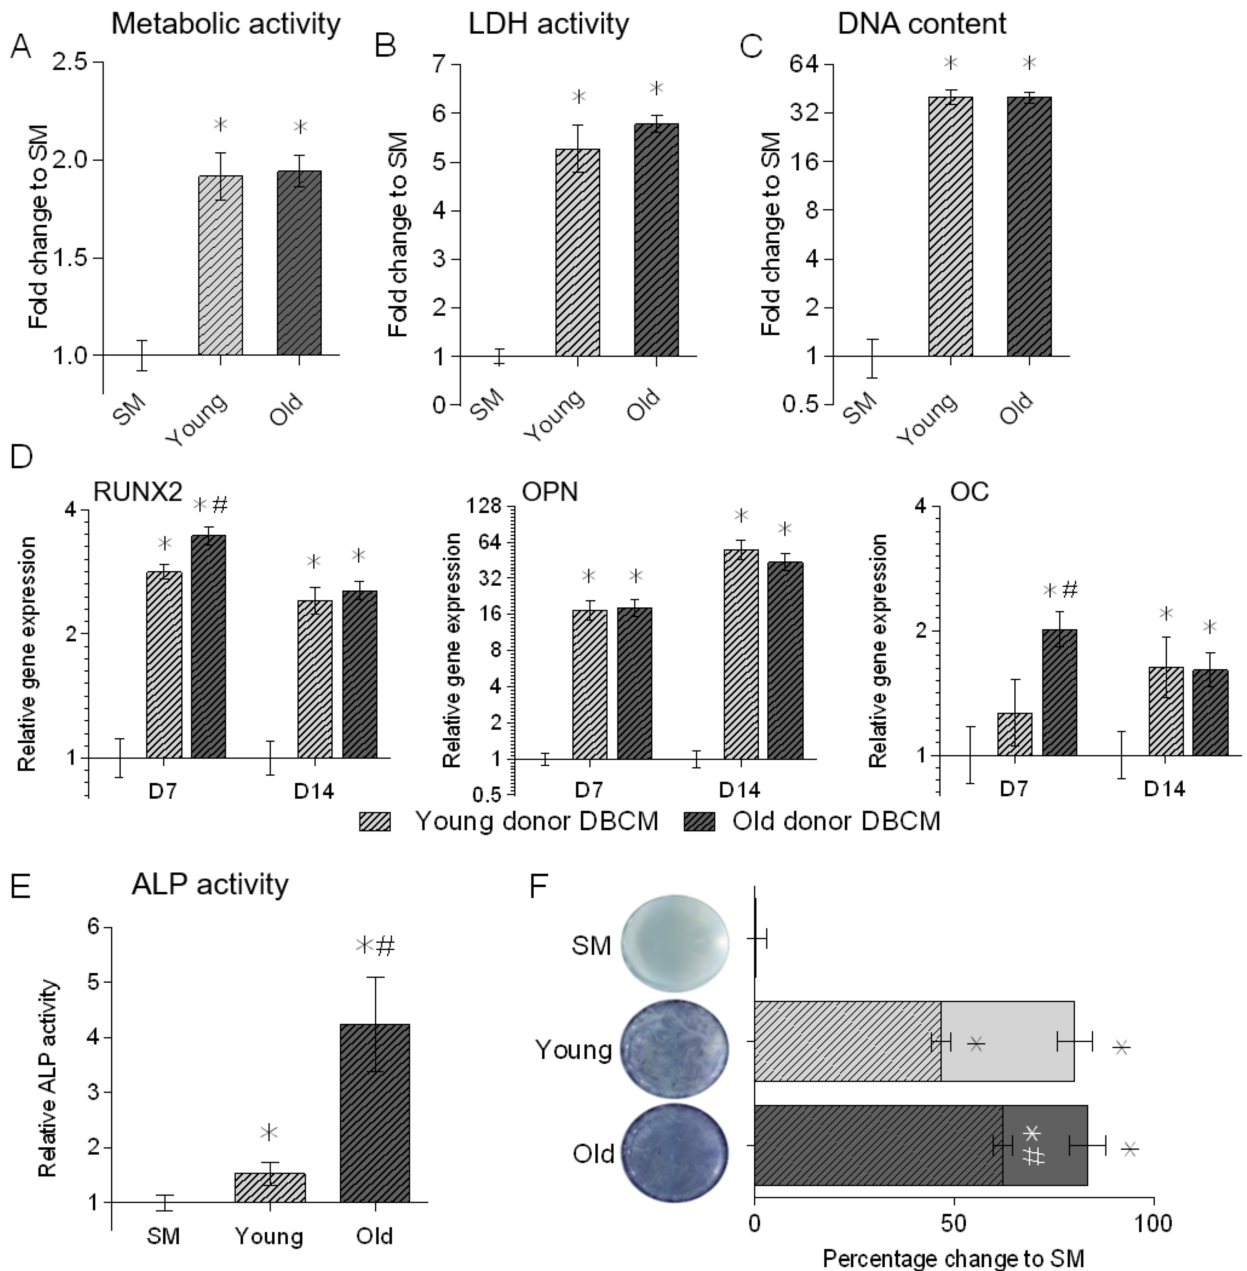 A
Metabolic activity
Fold change to SM
2.5
2.0
1.5
1.0
SM
Young
Old
*
*
B
LDH activity
Fold change to SM
7
6
5
4
3
2
1
0
SM
Young
Old
*
*
C
DNA content
Fold change to SM
64
32
16
8
4
2
1
0.5
SM
Young
Old
*
*
D
RUNX2
Relative gene expression
4
2
1
*
*#
*
*
D7
D14
OPN
Relative gene expression
128
64
32
16
8
4
2
1
0.5
*
*
*
*
D7
D14
OC
Relative gene expression
4
2
1
*#
*
*
D7
D14
Young donor DBCM
Old donor DBCM
E
ALP activity
Relative ALP activity
6
5
4
3
2
1
*
*#
SM
Young
Old
F
SM
Young
*
*
Old
*
#
*
0
50
100
Percentage change to SM